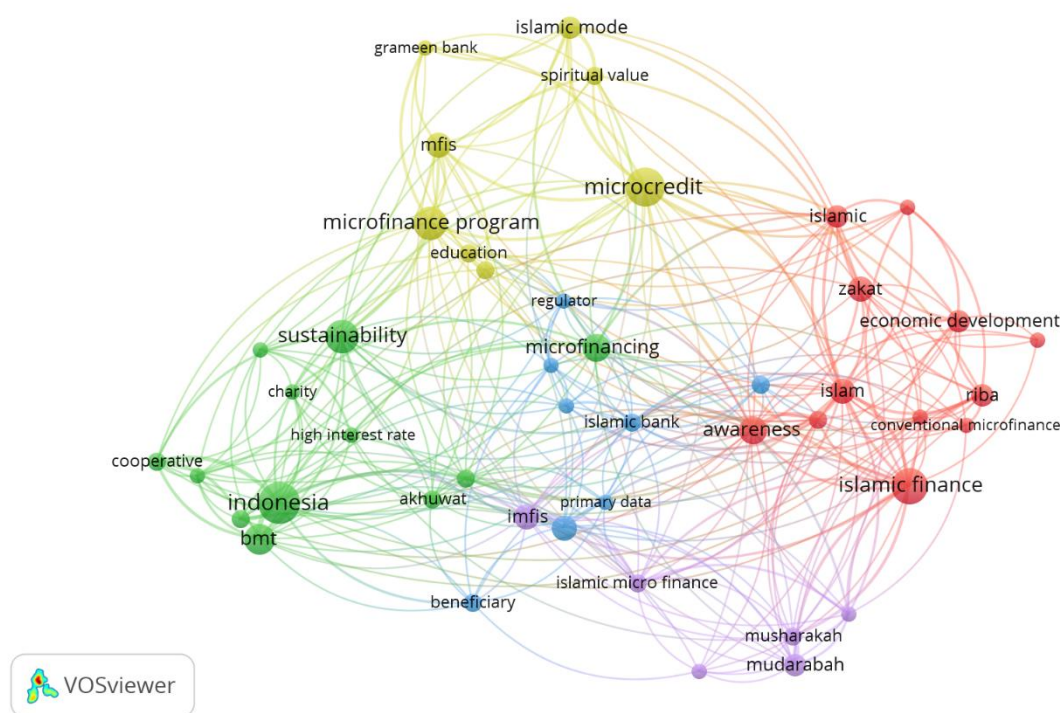 islamic mode
grameen bank
spiritual value
mfis
microcredit
microfinance program
islamic
education
zakat
regulator
economic development
sustainability
microfinancing
charity
islam
riba
islamic bank
conventional microfinance
high interest rate
awareness
cooperative
islamic finance
indonesia
akhuwat
primary data
imfis
bmt
islamic micro finance
beneficiary
musharakah
mudarabah
VOSviewer